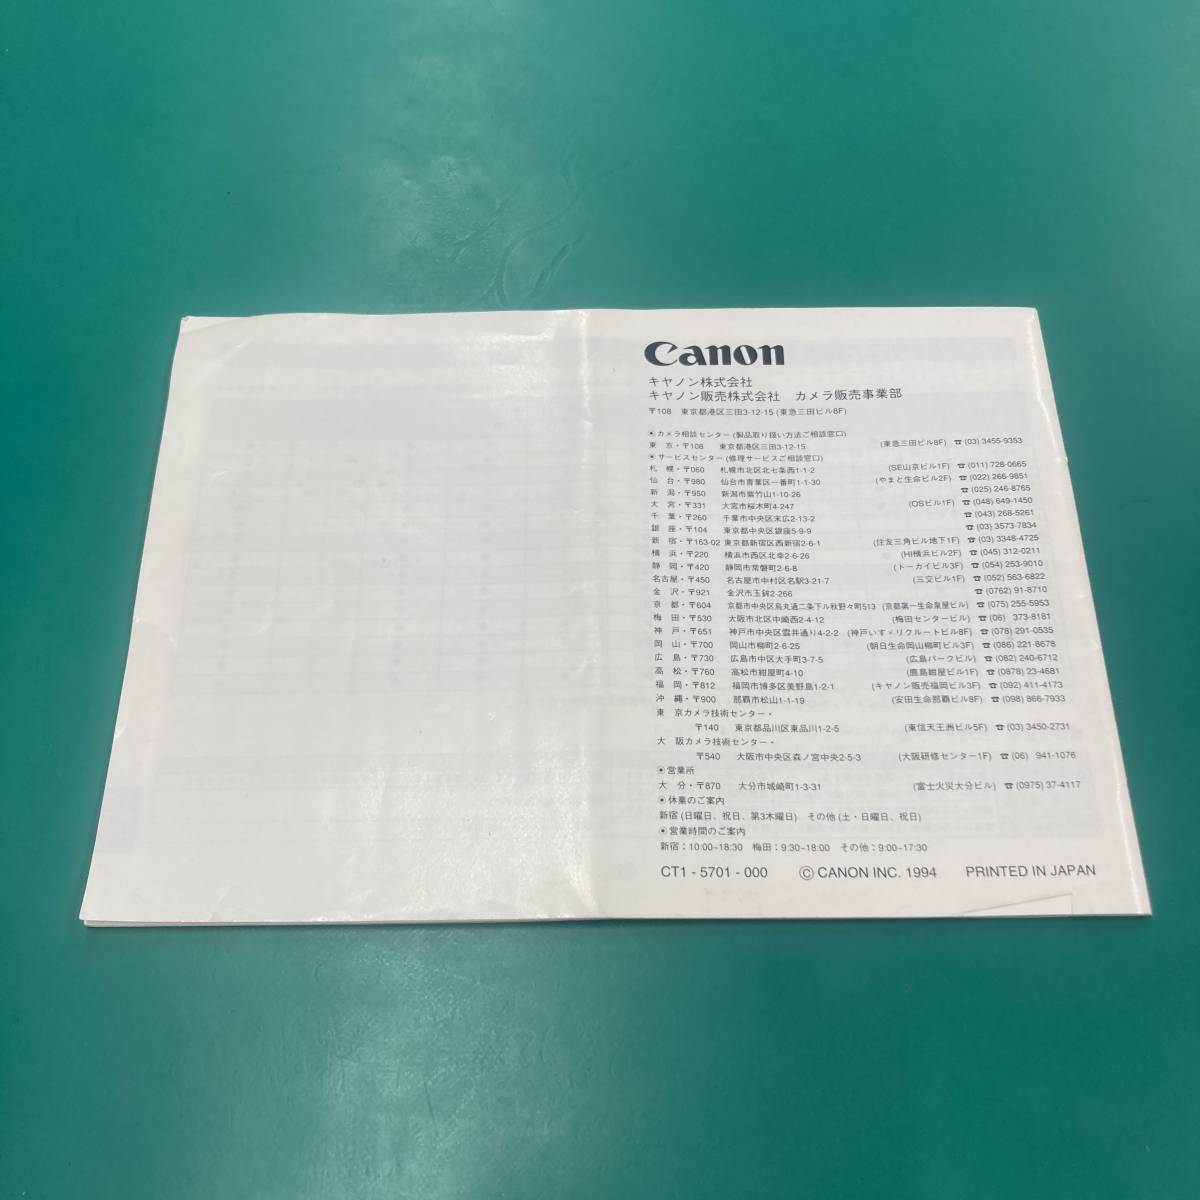 Canon
キヤノン株式会社
キヤノン販売株式会社 カメラ販売事業部
〒108 東京都港区三田3-12-15 (東急三田ビル8F)
●カメラ相談センター (製品取り扱い方法ご相談窓口)
東 京・〒108 東京都港区三田3-12-15 (東急三田ビル8F) ☎ (03) 3455-9353
●サービスセンター (修理サービスご相談窓口)
札 幌・〒060 札幌市北区北七条西1-1-2 (SE山京ビル1F) ☎ (011) 728-0665
仙 台・〒980 仙台市青葉区一番町1-1-30 (やまと生命ビル2F) ☎ (022) 266-9851
新 潟・〒950 新潟市紫竹山1-10-26 ☎ (025) 246-8765
大 宮・〒331 大宮市桜木町4-247 (OSビル1F) ☎ (048) 649-1450
千 葉・〒260 千葉市中央区末広2-13-2 ☎ (043) 268-5261
銀 座・〒104 東京都中央区銀座5-9-9 ☎ (03) 3573-7834
新 宿・〒163-02 東京都新宿区西新宿2-6-1 (住友三角ビル地下1F) ☎ (03) 3348-4725
横 浜・〒220 横浜市西区北幸2-6-26 (HI横浜ビル2F) ☎ (045) 312-0211
静 岡・〒420 静岡市常磐町2-6-8 (トーカイビル3F) ☎ (054) 253-9010
名古屋・〒450 名古屋市中村区名駅3-21-7 (三交ビル1F) ☎ (052) 563-6822
金 沢・〒921 金沢市玉鉾2-266 ☎ (0762) 91-8710
京 都・〒604 京都市中央区烏丸通二条下ル秋野々町513 (京都第一生命泉屋ビル) ☎ (075) 255-5953
梅 田・〒530 大阪市北区中崎西2-4-12 (梅田センタービル) ☎ (06) 373-8181
神 戸・〒651 神戸市中央区雲井通り4-2-2 (神戸いすゞリクルートビル8F) ☎ (078) 291-0535
岡 山・〒700 岡山市柳町2-6-25 (朝日生命岡山柳町ビル3F) ☎ (086) 221-8678
広 島・〒730 広島市中区大手町3-7-5 (広島パークビル) ☎ (082) 240-6712
高 松・〒760 高松市紺屋町4-10 (鹿島紺屋ビル1F) ☎ (0878) 23-4681
福 岡・〒812 福岡市博多区美野島1-2-1 (キヤノン販売福岡ビル3F) ☎ (092) 411-4173
沖 縄・〒900 那覇市松山1-1-19 (安田生命那覇ビル8F) ☎ (098) 866-7933
東 京カメラ技術センター・
〒140 東京都品川区東品川1-2-5 (東信天王洲ビル5F) ☎ (03) 3450-2731
大 阪カメラ技術センター・
〒540 大阪市中央区森ノ宮中央2-5-3 (大阪研修センター1F) ☎ (06) 941-1076
●営業所
大 分・〒870 大分市城崎町1-3-31 (富士火災大分ビル) ☎ (0975) 37-4117
●休業のご案内
新宿 (日曜日、祝日、第3木曜日) その他 (土・日曜日、祝日)
●営業時間のご案内
新宿：10:00~18:30 梅田：9:30~18:00 その他：9:00~17:30
CT1 - 5701 - 000 © CANON INC. 1994 PRINTED IN JAPAN